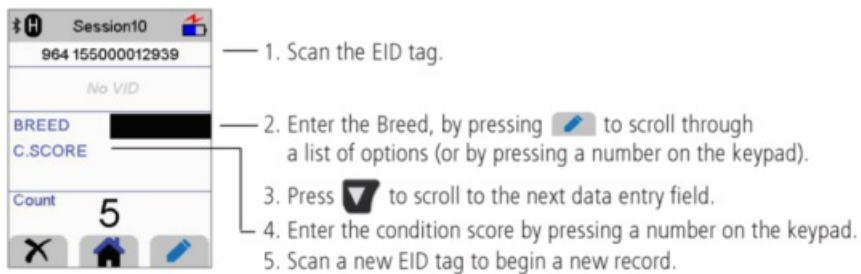 H Session10
964 155000012939
No VID
BREED
C.SCORE
Count
5
1. Scan the EID tag.
2. Enter the Breed, by pressing to scroll through
a list of options (or by pressing a number on the keypad).
3. Press to scroll to the next data entry field.
4. Enter the condition score by pressing a number on the keypad.
5. Scan a new EID tag to begin a new record.